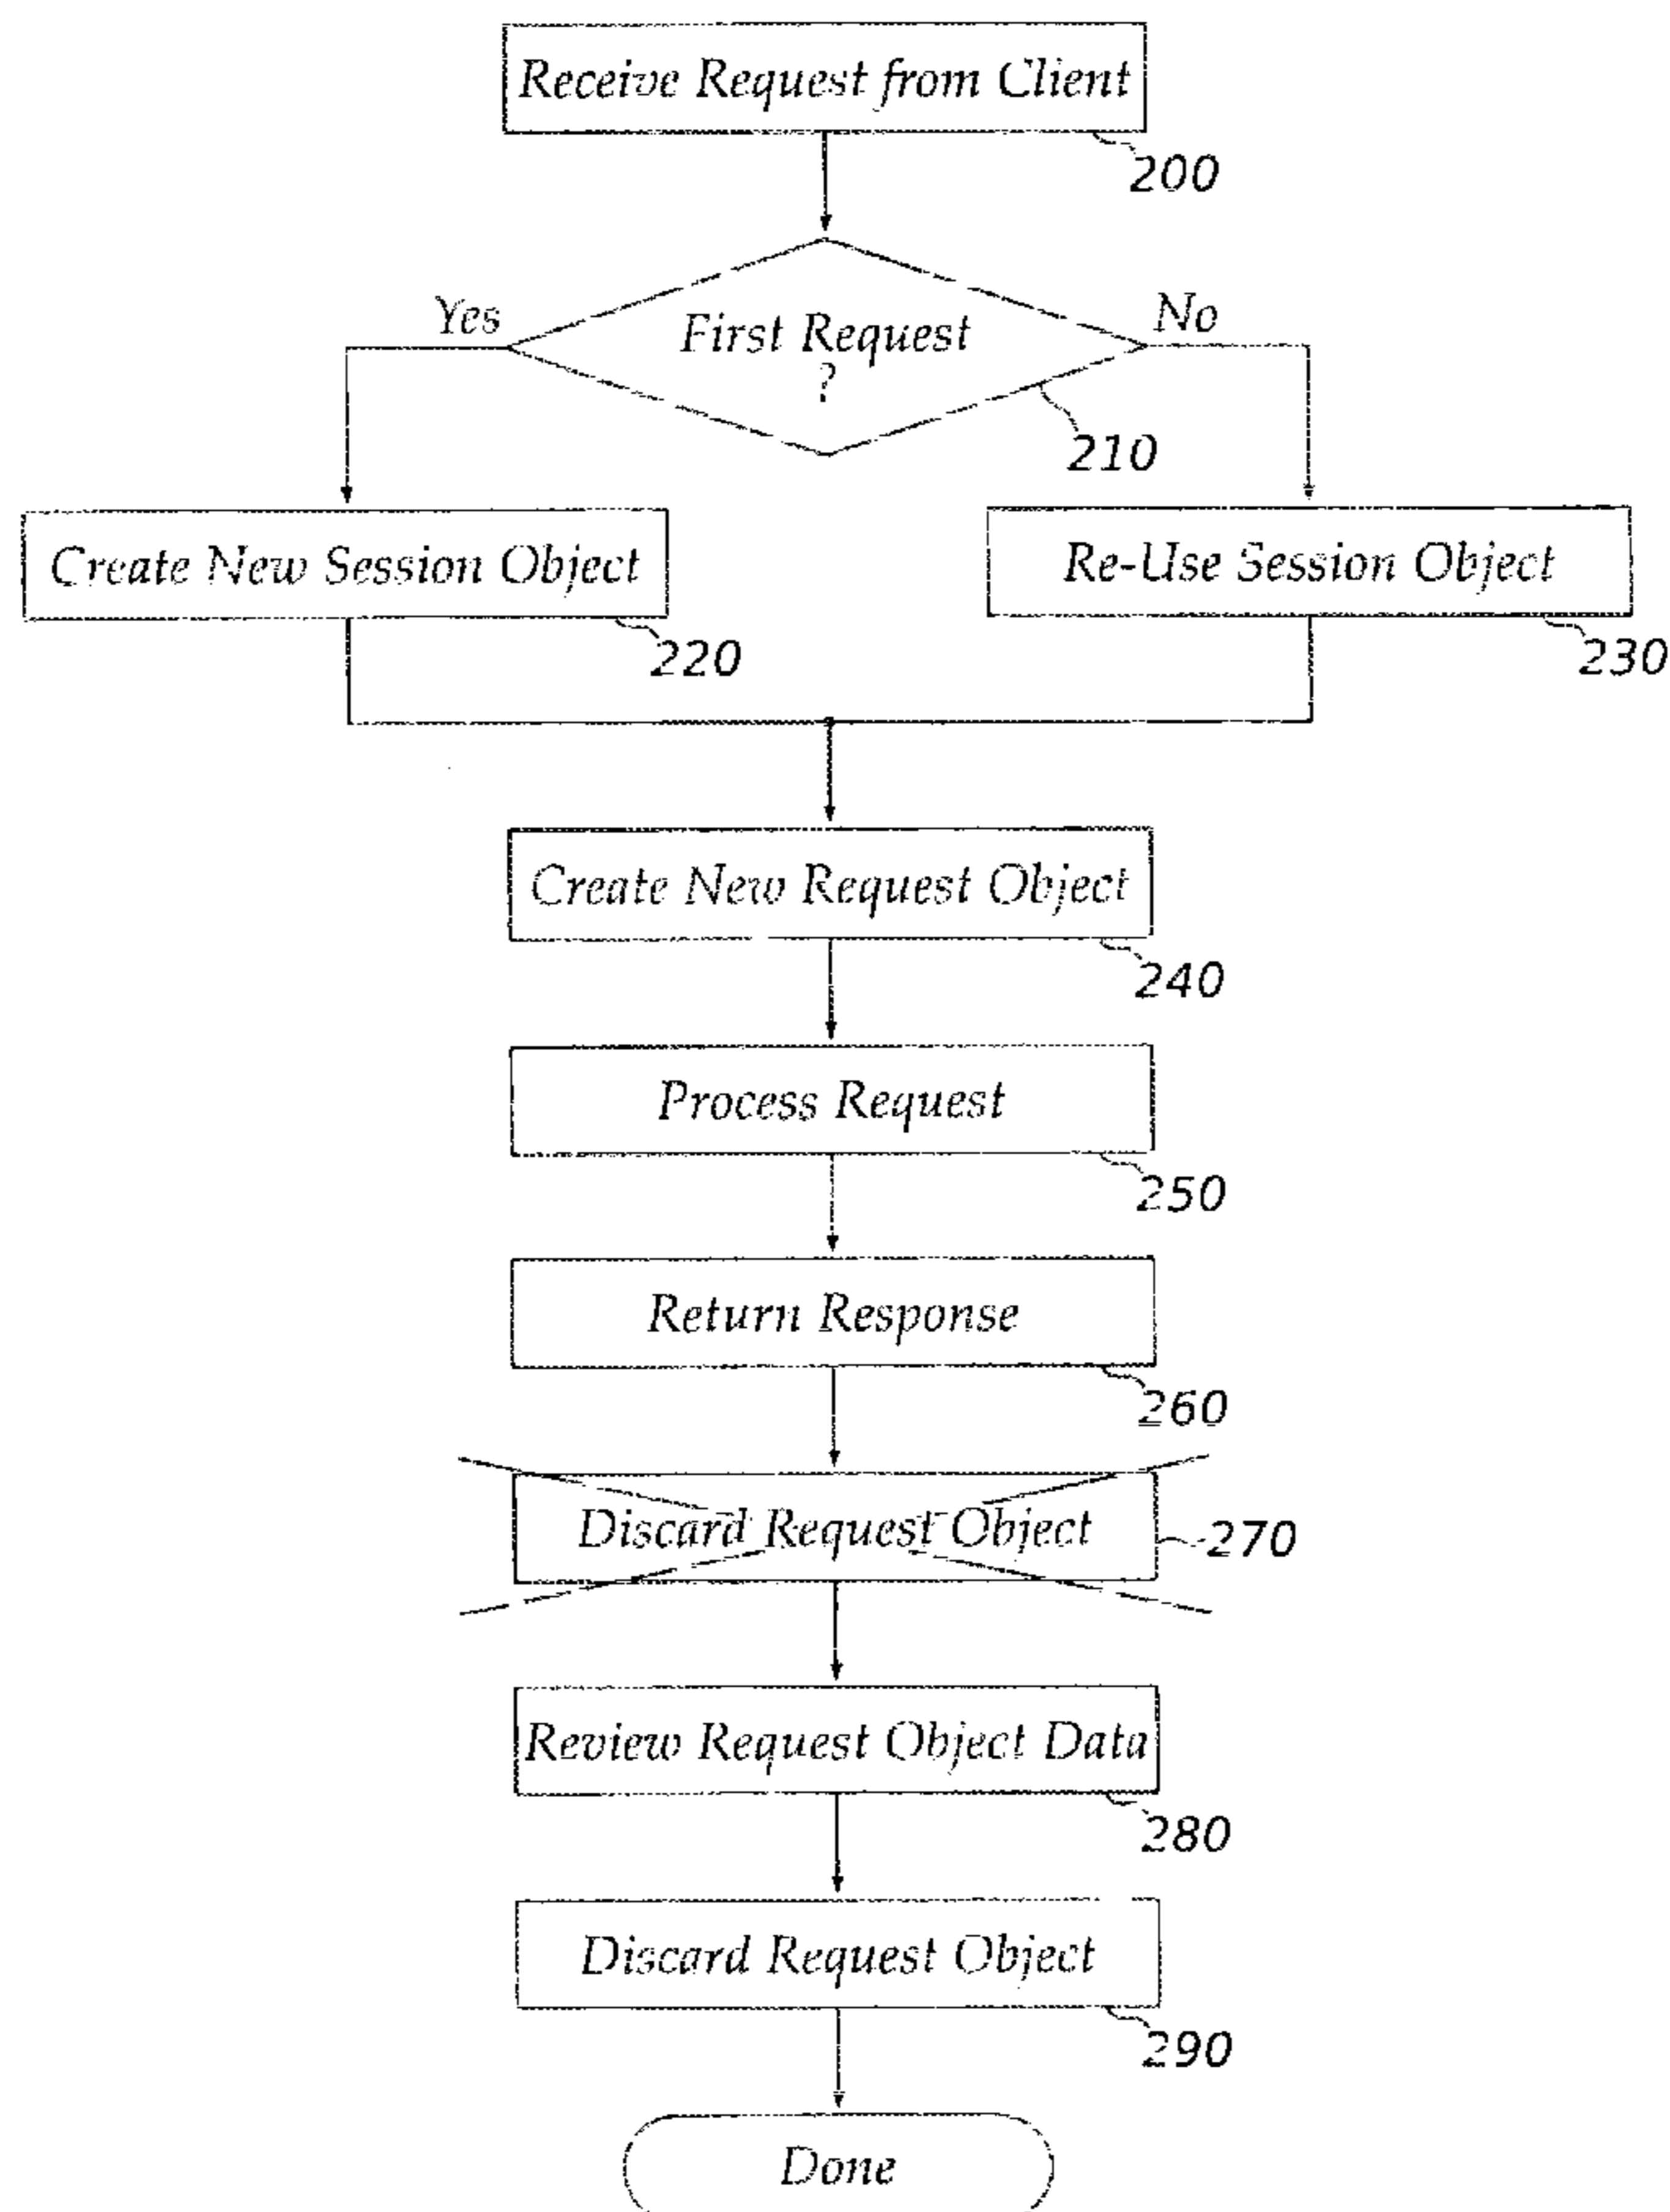 Receive Request from Client
200
Yes
First Request
?
No
210
Create New Session Object
220
Re-Use Session Object
230
Create New Request Object
240
Process Request
250
Return Response
260
Discard Request Object
270
Review Request Object Data
280
Discard Request Object
290
Done